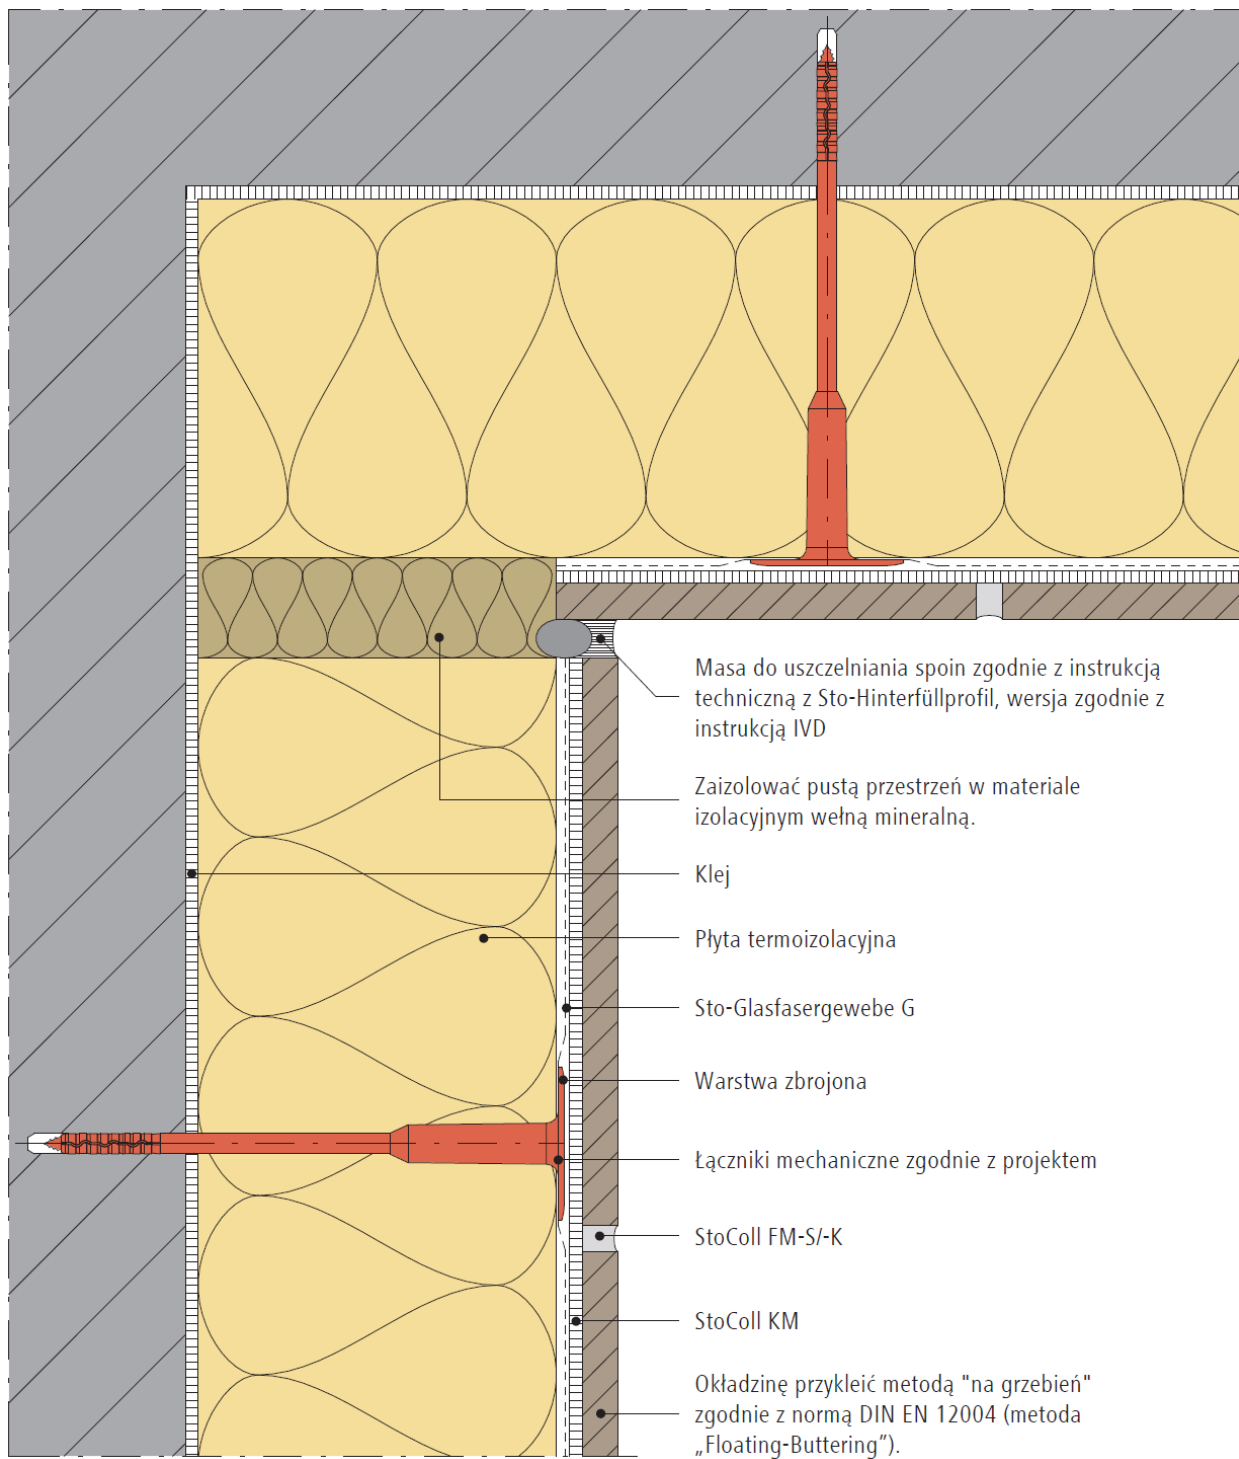 Masa do uszczelniania spoin zgodnie z instrukcją
techniczną z Sto-Hinterfüllprofil, wersja zgodnie z
instrukcją IVD
Zaizolować pustą przestrzeń w materiale
izolacyjnym wełną mineralną.
Klej
Płyta termoizolacyjna
Sto-Glasfasergewebe G
Warstwa zbrojona
Łączniki mechaniczne zgodnie z projektem
StoColl FM-S/-K
StoColl KM
Okładzinę przykleić metodą "na grzebień"
zgodnie z normą DIN EN 12004 (metoda
„Floating-Buttering”).